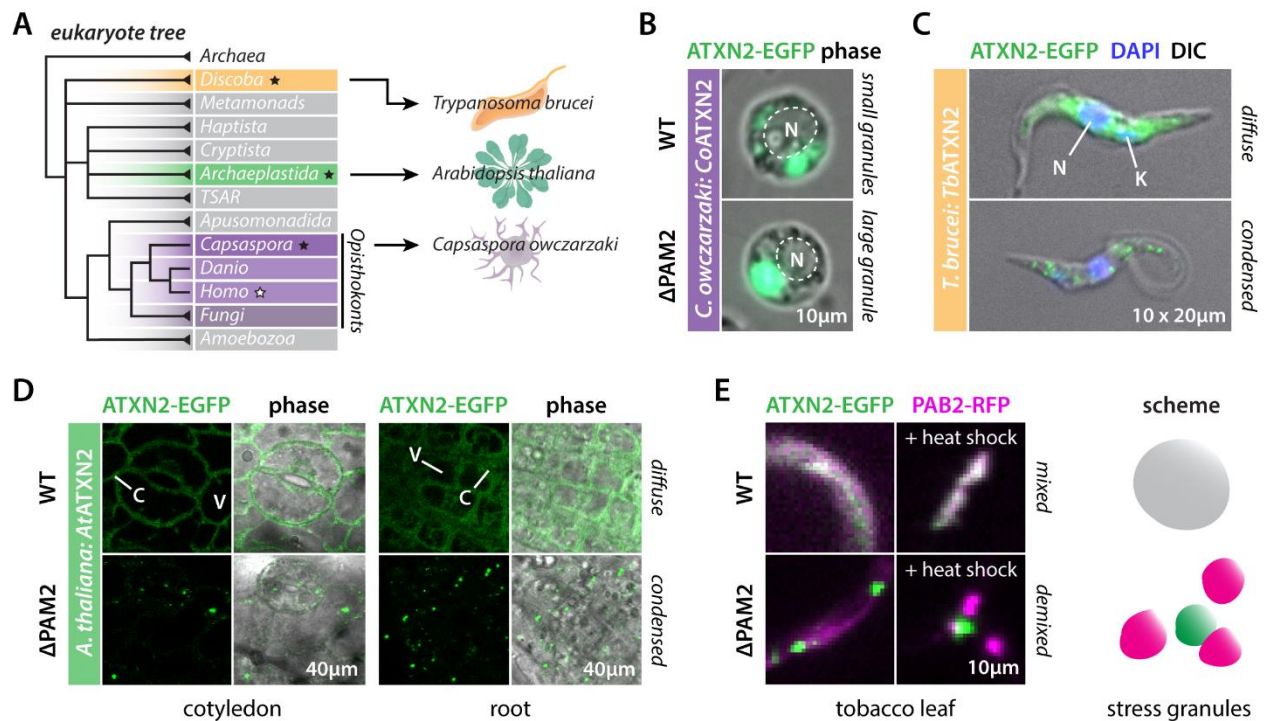 A
eukaryote tree
Archaea
Discoba ★
Metamonads
Haptista
Cryptista
Archaeplastida ★
TSAR
Apusomonadida
Capsaspora ★
Danio
Homo ☆
Fungi
Amoebozoa
Opisthokonts
Trypanosoma brucei
Arabidopsis thaliana
Capsaspora owczarzaki
B
ATXN2-EGFP phase
WT
ΔPAM2
C. owczarzaki: CoATXN2
N
N
10μm
small granules
large granule
C
ATXN2-EGFP DAPI DIC
T. brucei: TbATXN2
N
K
10 x 20μm
diffuse
condensed
D
ATXN2-EGFP phase ATXN2-EGFP phase
WT
ΔPAM2
A. thaliana: AtATXN2
C
V
V
C
40μm
40μm
diffuse
condensed
cotyledon
root
E
ATXN2-EGFP PAB2-RFP scheme
WT
ΔPAM2
+ heat shock
+ heat shock
10μm
mixed
demixed
tobacco leaf
stress granules